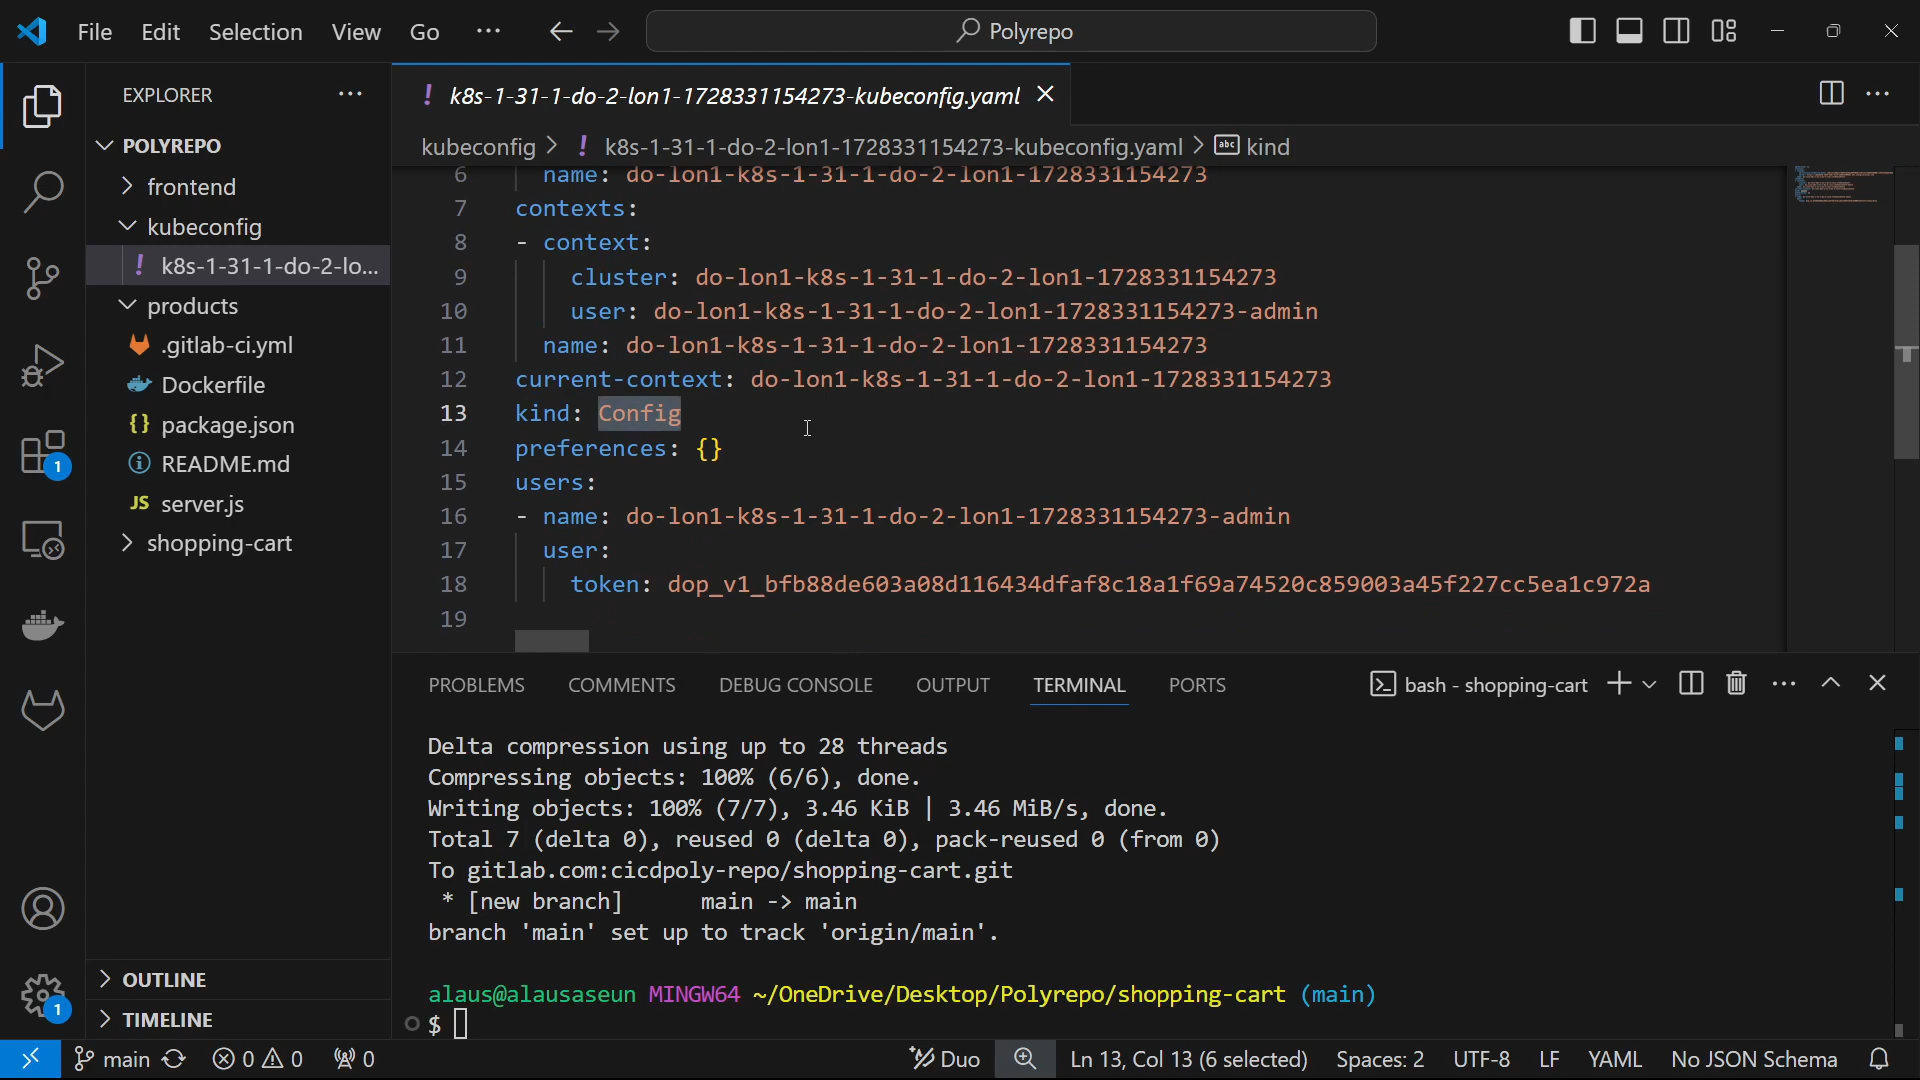 File Edit Selection View Go ··· Polyrepo
EXPLORER
POLYREPO
frontend
kubeconfig
! k8s-1-31-1-do-2-lo...
products
.gitlab-ci.yml
Dockerfile
{} package.json
README.md
JS server.js
shopping-cart
OUTLINE
TIMELINE
1
1
! k8s-1-31-1-do-2-lon1-1728331154273-kubeconfig.yaml
kubeconfig > ! k8s-1-31-1-do-2-lon1-1728331154273-kubeconfig.yaml > abc kind
6 name: do-lon1-k8s-1-31-1-do-2-lon1-1728331154273
7 contexts:
8 - context:
9 cluster: do-lon1-k8s-1-31-1-do-2-lon1-1728331154273
10 user: do-lon1-k8s-1-31-1-do-2-lon1-1728331154273-admin
11 name: do-lon1-k8s-1-31-1-do-2-lon1-1728331154273
12 current-context: do-lon1-k8s-1-31-1-do-2-lon1-1728331154273
13 kind: Config
14 preferences: {}
15 users:
16 - name: do-lon1-k8s-1-31-1-do-2-lon1-1728331154273-admin
17 user:
18 token: dop_v1_bfb88de603a08d116434dfaf8c18a1f69a74520c859003a45f227cc5ea1c972a
19
PROBLEMS COMMENTS DEBUG CONSOLE OUTPUT TERMINAL PORTS bash - shopping-cart
Delta compression using up to 28 threads
Compressing objects: 100% (6/6), done.
Writing objects: 100% (7/7), 3.46 KiB | 3.46 MiB/s, done.
Total 7 (delta 0), reused 0 (delta 0), pack-reused 0 (from 0)
To gitlab.com:cicdpoly-repo/shopping-cart.git
* [new branch] main -> main
branch 'main' set up to track 'origin/main'.
alaus@alausaseun MINGW64 ~/OneDrive/Desktop/Polyrepo/shopping-cart (main)
$
main 0 0 0 Duo Ln 13, Col 13 (6 selected) Spaces: 2 UTF-8 LF YAML No JSON Schema